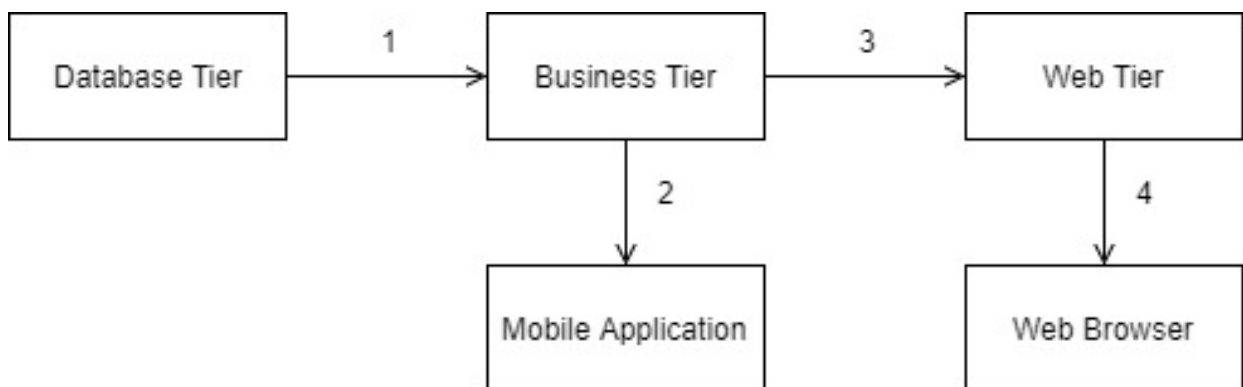 1
3
Database Tier
Business Tier
Web Tier
2
4
Mobile Application
Web Browser